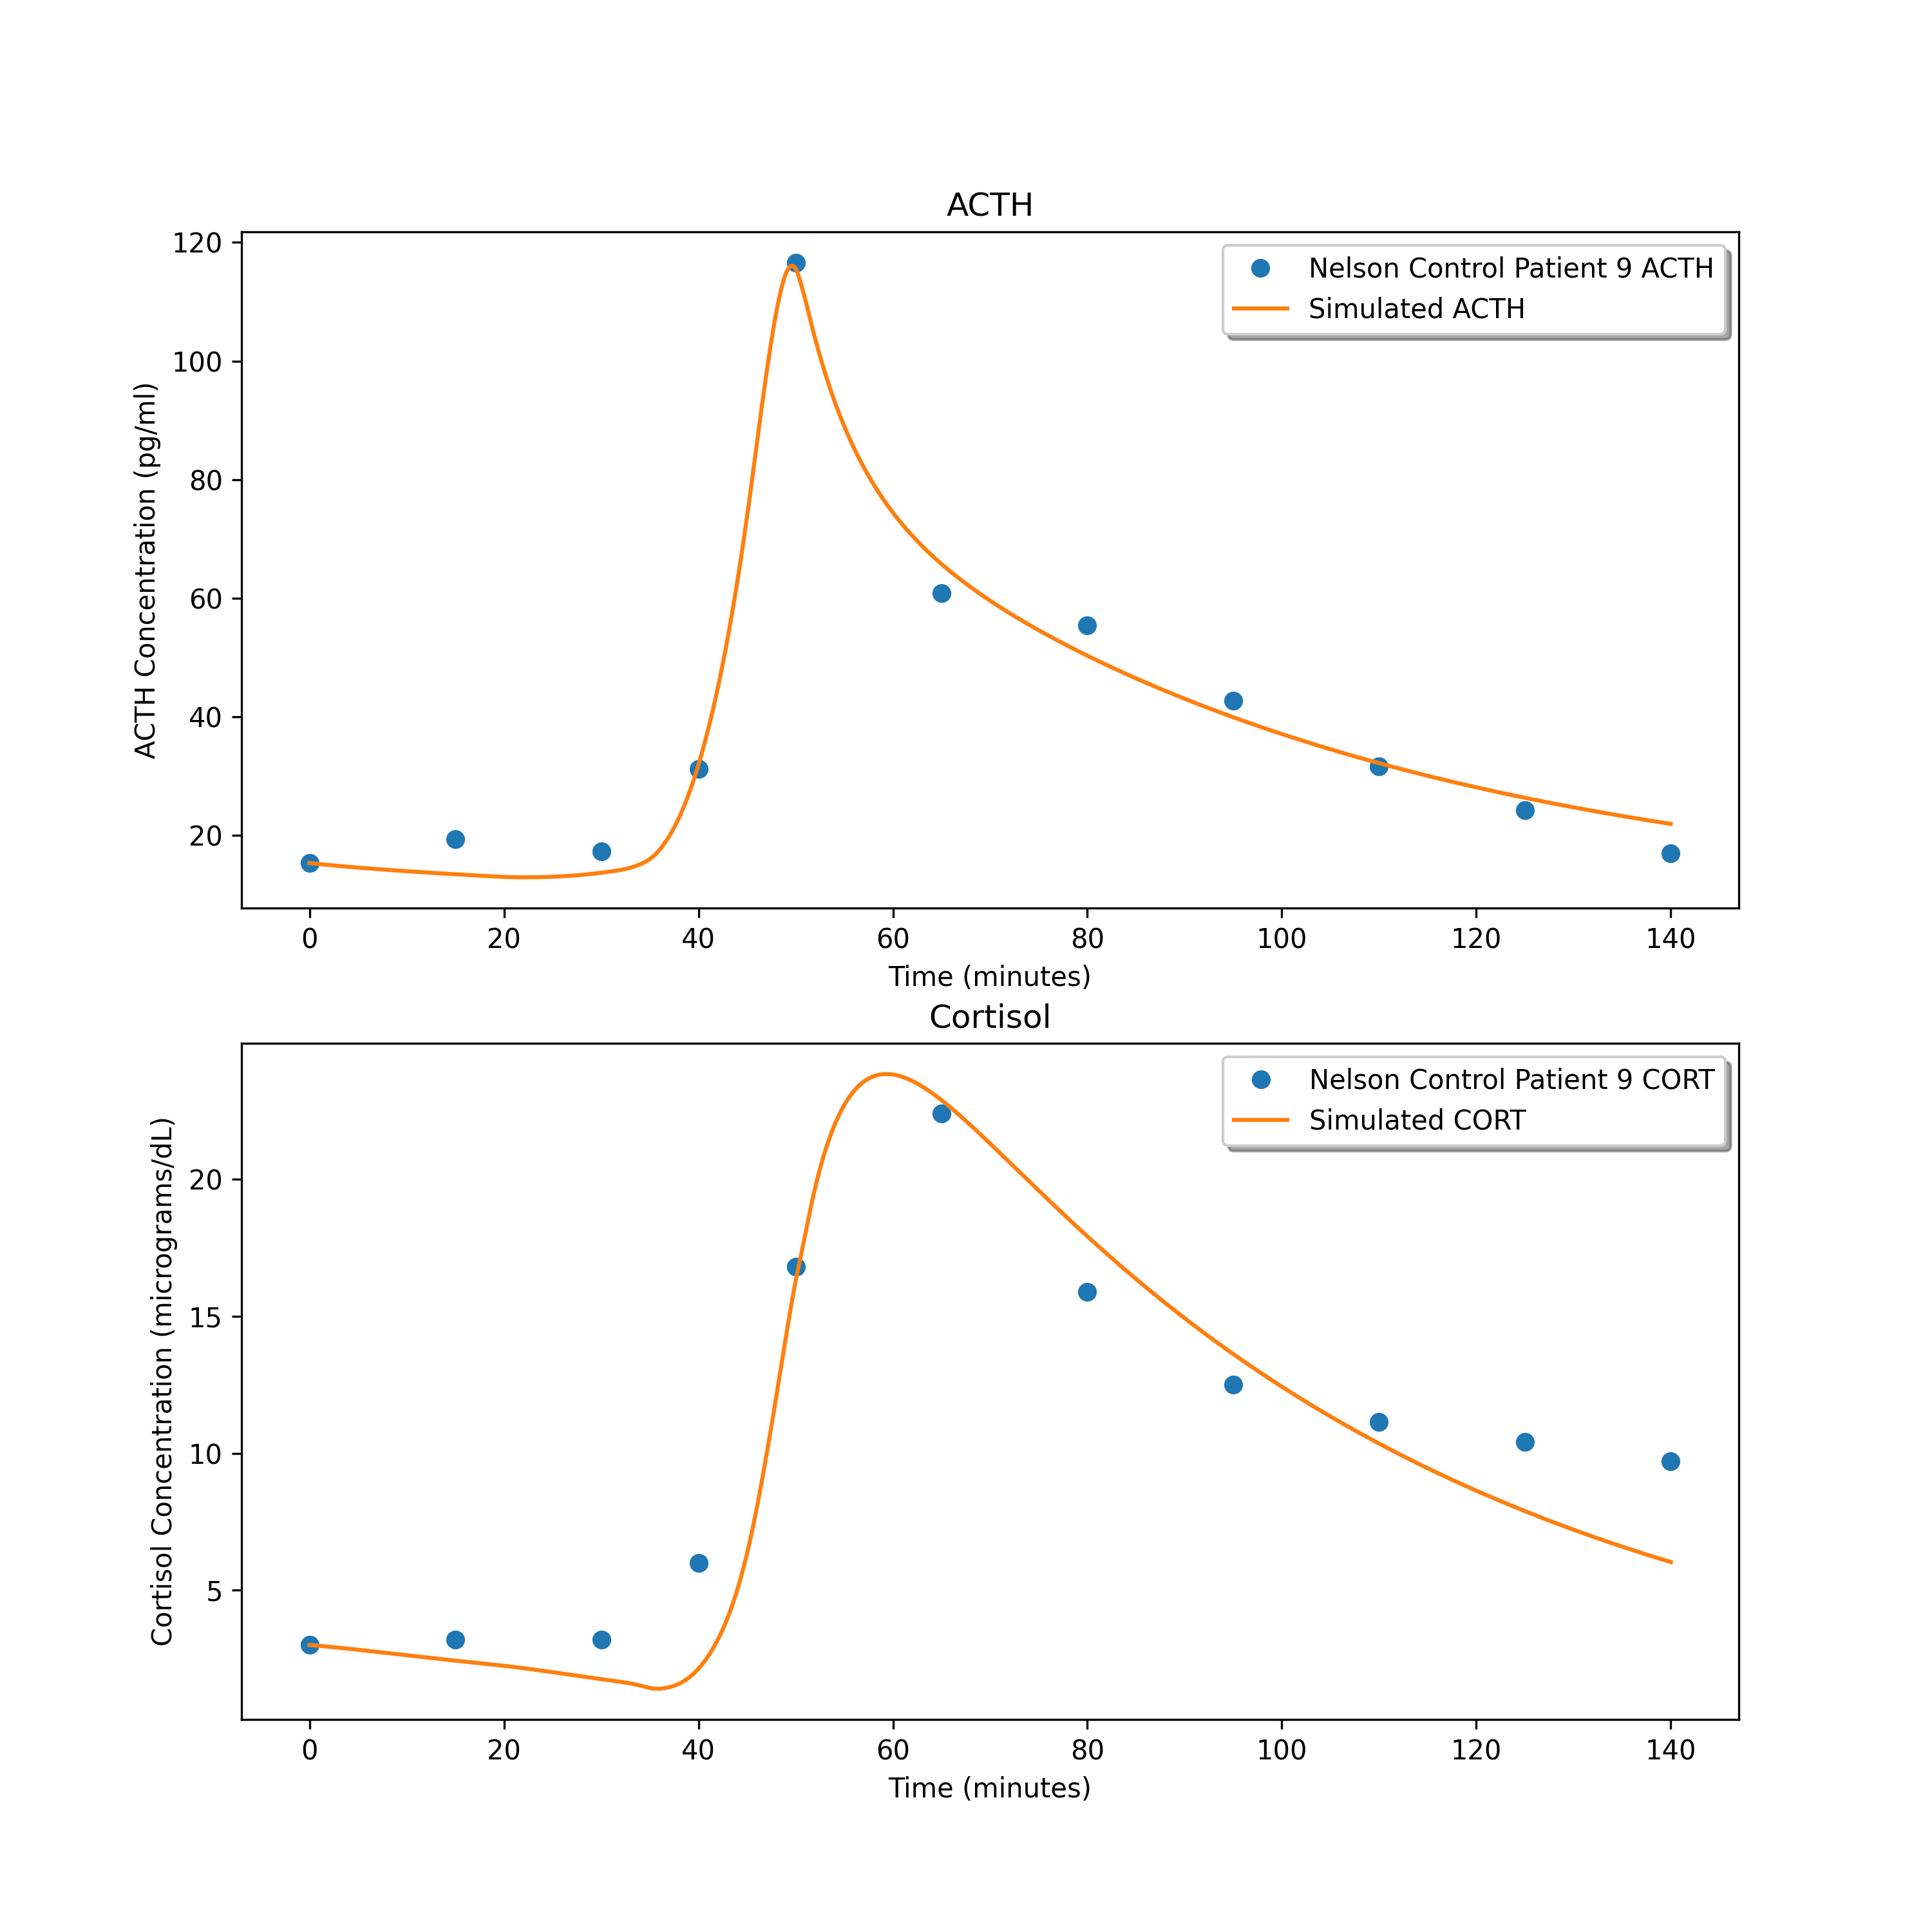 ACTH
120
100
80
60
40
20
ACTH Concentration (pg/ml)
Nelson Control Patient 9 ACTH
Simulated ACTH
0 20 40 60 80 100 120 140
Time (minutes)
Cortisol
20
15
10
5
Cortisol Concentration (micrograms/dL)
Nelson Control Patient 9 CORT
Simulated CORT
0 20 40 60 80 100 120 140
Time (minutes)